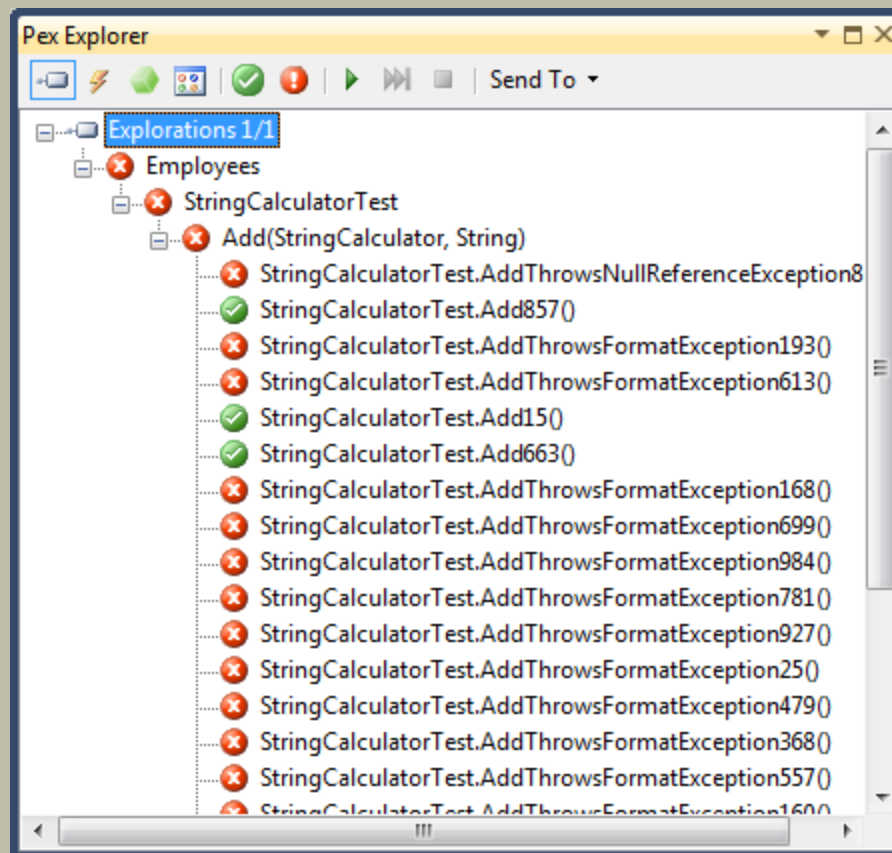 Pex Explorer
Send To
Explorations 1/1
Employees
StringCalculatorTest
Add(StringCalculator, String)
StringCalculatorTest.AddThrowsNullReferenceException8
StringCalculatorTest.Add857()
StringCalculatorTest.AddThrowsFormatException193()
StringCalculatorTest.AddThrowsFormatException613()
StringCalculatorTest.Add15()
StringCalculatorTest.Add663()
StringCalculatorTest.AddThrowsFormatException168()
StringCalculatorTest.AddThrowsFormatException699()
StringCalculatorTest.AddThrowsFormatException984()
StringCalculatorTest.AddThrowsFormatException781()
StringCalculatorTest.AddThrowsFormatException927()
StringCalculatorTest.AddThrowsFormatException25()
StringCalculatorTest.AddThrowsFormatException479()
StringCalculatorTest.AddThrowsFormatException368()
StringCalculatorTest.AddThrowsFormatException557()
StringCalculatorTest.AddThrowsFormatException160()